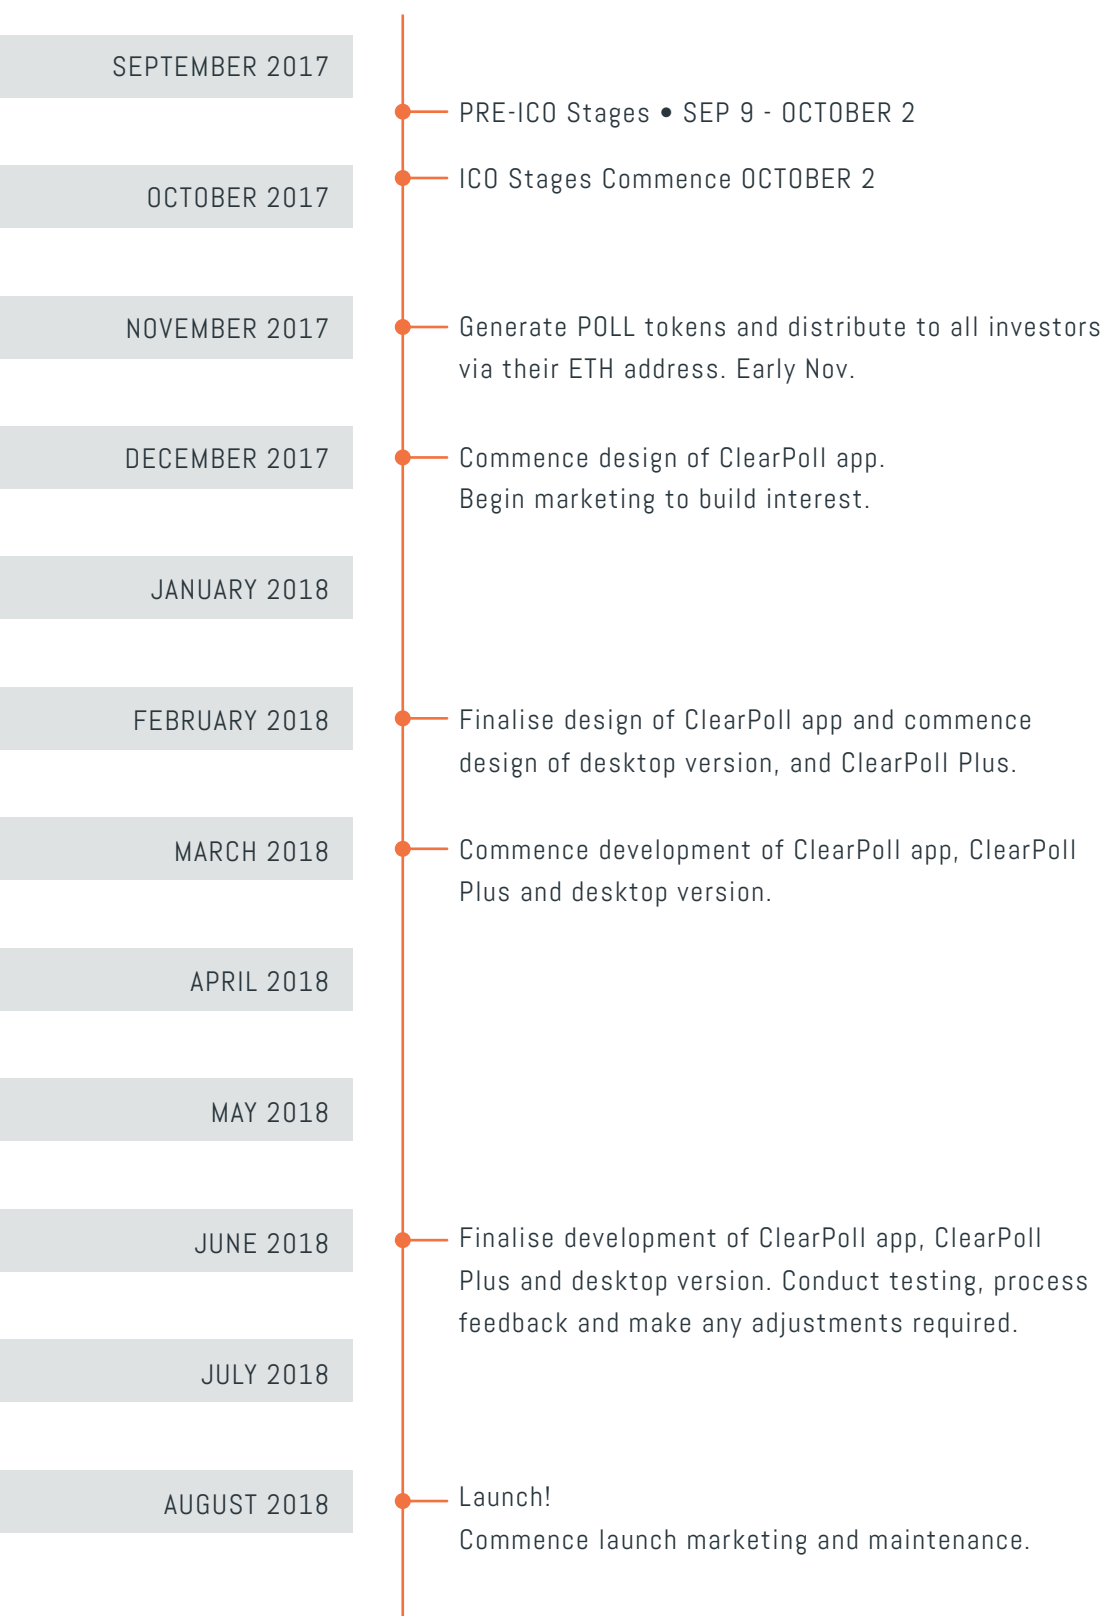 SEPTEMBER 2017
PRE-ICO Stages • SEP 9 - OCTOBER 2
ICO Stages Commence OCTOBER 2
OCTOBER 2017
NOVEMBER 2017
Generate POLL tokens and distribute to all investors
via their ETH address. Early Nov.
DECEMBER 2017
Commence design of ClearPoll app.
Begin marketing to build interest.
JANUARY 2018
FEBRUARY 2018
Finalise design of ClearPoll app and commence
design of desktop version, and ClearPoll Plus.
MARCH 2018
Commence development of ClearPoll app, ClearPoll
Plus and desktop version.
APRIL 2018
MAY 2018
JUNE 2018
Finalise development of ClearPoll app, ClearPoll
Plus and desktop version. Conduct testing, process
feedback and make any adjustments required.
JULY 2018
AUGUST 2018
Launch!
Commence launch marketing and maintenance.